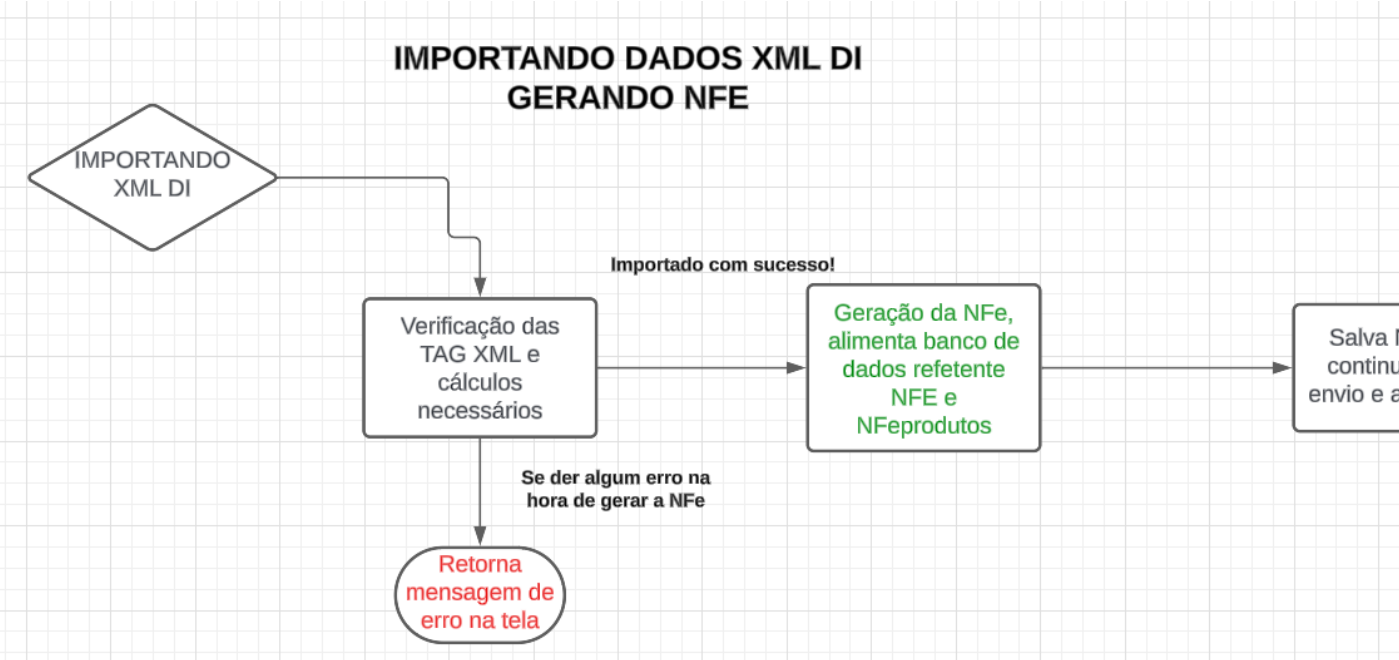 IMPORTANDO DADOS XML DI
GERANDO NFE
IMPORTANDO
XML DI
Importado com sucesso!
Verificação das
TAG XML e
cálculos
necessários
Geração da NFe,
alimenta banco de
dados refetente
NFE e
NFeprodutos
Salva
envio e
Se der algum erro na
hora de gerar a NFe
Retorna
mensagem de
erro na tela